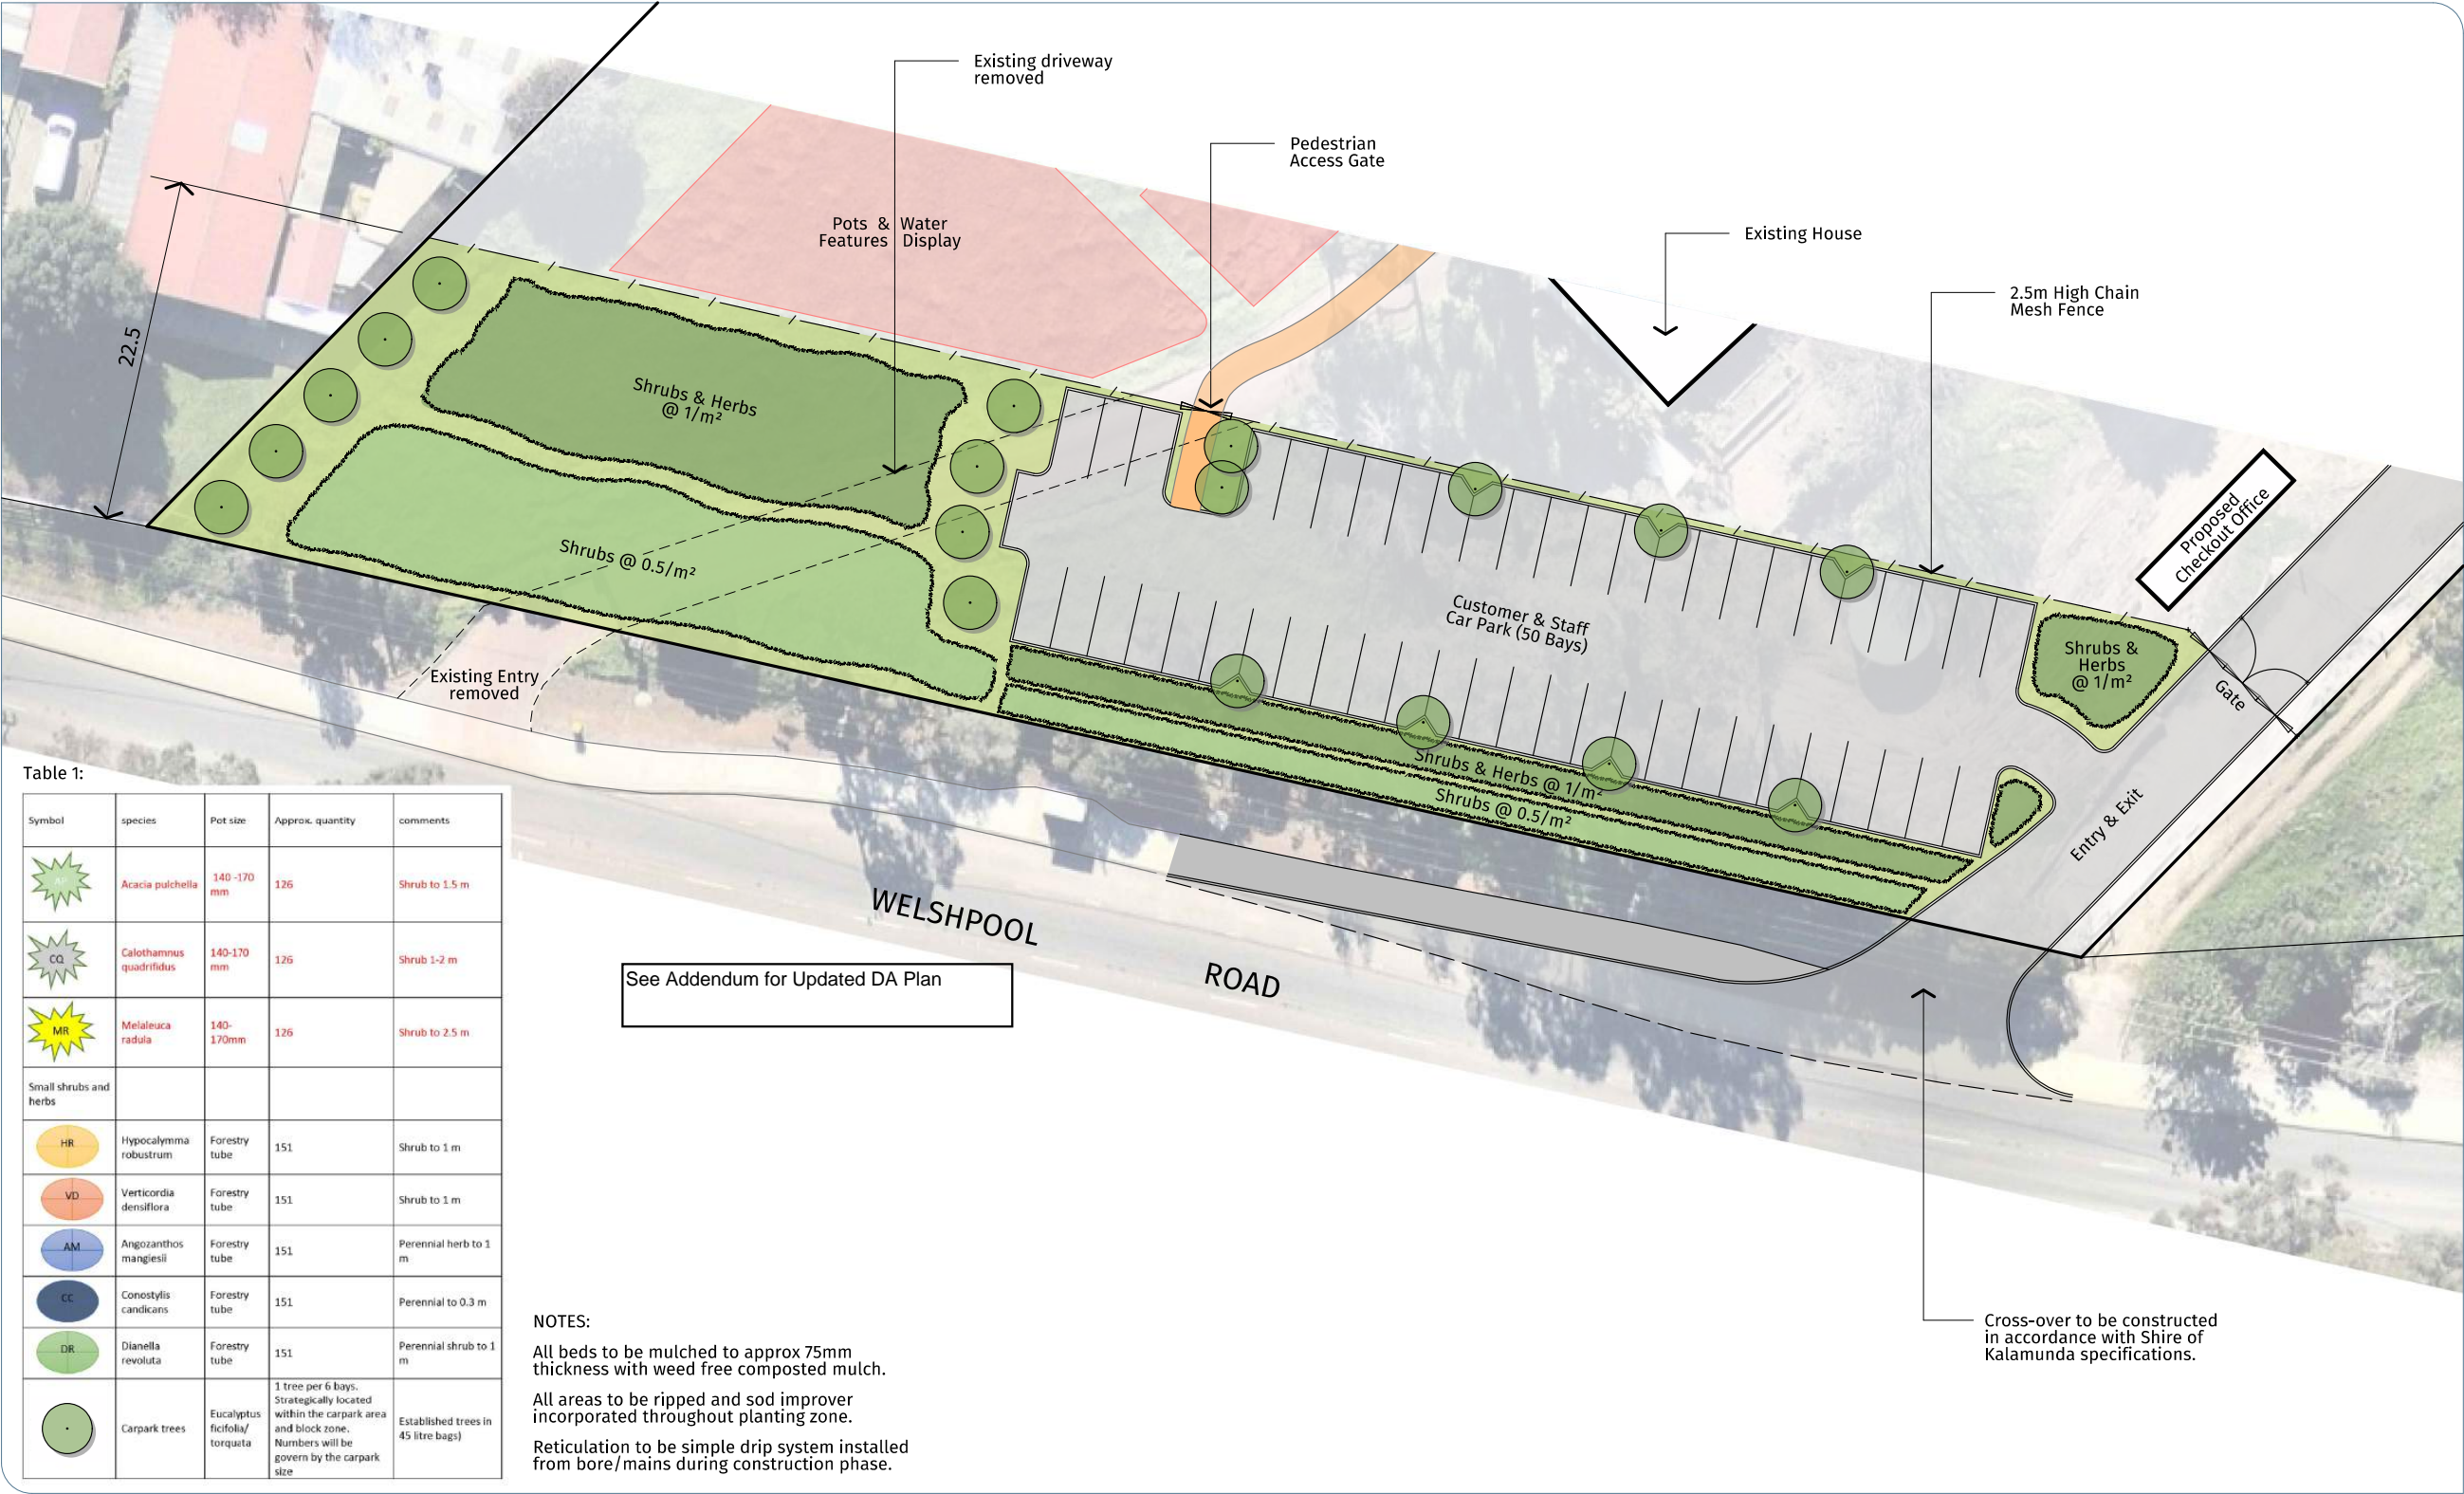 Existing driveway
removed
Pedestrian
Access Gate
Pots & Water
Features Display
Existing House
2.5m High Chain
Mesh Fence
22.5
Shrubs & Herbs
@ 1/m²
Shrubs @ 0.5/m²
Customer & Staff
Car Park (50 Bays)
Proposed
Checkout Office
Shrubs &
Herbs
@ 1/m²
Gate
Existing Entry
removed
Shrubs & Herbs @ 1/m²
Shrubs @ 0.5/m²
Entry & Exit
WELSHPOOL
ROAD
See Addendum for Updated DA Plan
Cross-over to be constructed
in accordance with Shire of
Kalamunda specifications.
Table 1:
Symbol species Pot size Approx. quantity comments
Acacia pulchella 140 -170 mm 126 Shrub to 1.5 m
CQ Calothamnus quadrifidus 140-170 mm 126 Shrub 1-2 m
MR Melaleuca radula 140-170mm 126 Shrub to 2.5 m
Small shrubs and
herbs
HR Hypocalymma robustrum Forestry tube 151 Shrub to 1 m
VD Verticordia densiflora Forestry tube 151 Shrub to 1 m
AM Angozanthos mangiesii Forestry tube 151 Perennial herb to 1 m
CC Conostylis candicans Forestry tube 151 Perennial to 0.3 m
DR Dianella revoluta Forestry tube 151 Perennial shrub to 1 m
Carpark trees Eucalyptus ficifolia/ torquata 1 tree per 6 bays. Strategically located within the carpark area and block zone. Numbers will be govern by the carpark size Established trees in 45 litre bags)
NOTES:
All beds to be mulched to approx 75mm
thickness with weed free composted mulch.
All areas to be ripped and sod improver
incorporated throughout planting zone.
Reticulation to be simple drip system installed
from bore/mains during construction phase.